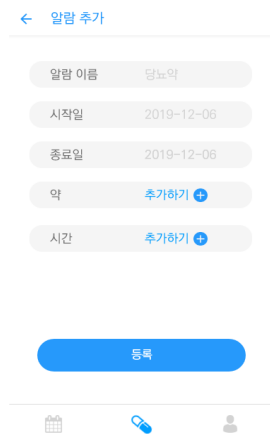 알람 추가
알람 이름 당뇨약
시작일 2019-12-06
종료일 2019-12-06
약 추가하기
시간 추가하기
등록